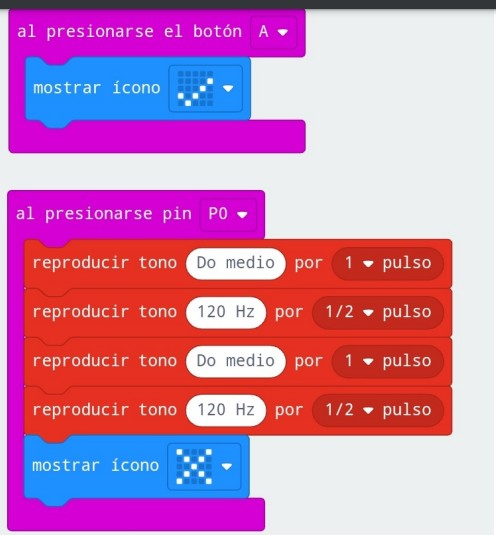 al presionarse el botón A
mostrar ícono
al presionarse pin P0
reproducir tono Do medio por 1 pulso
reproducir tono 120 Hz por 1/2 pulso
reproducir tono Do medio por 1 pulso
reproducir tono 120 Hz por 1/2 pulso
mostrar ícono